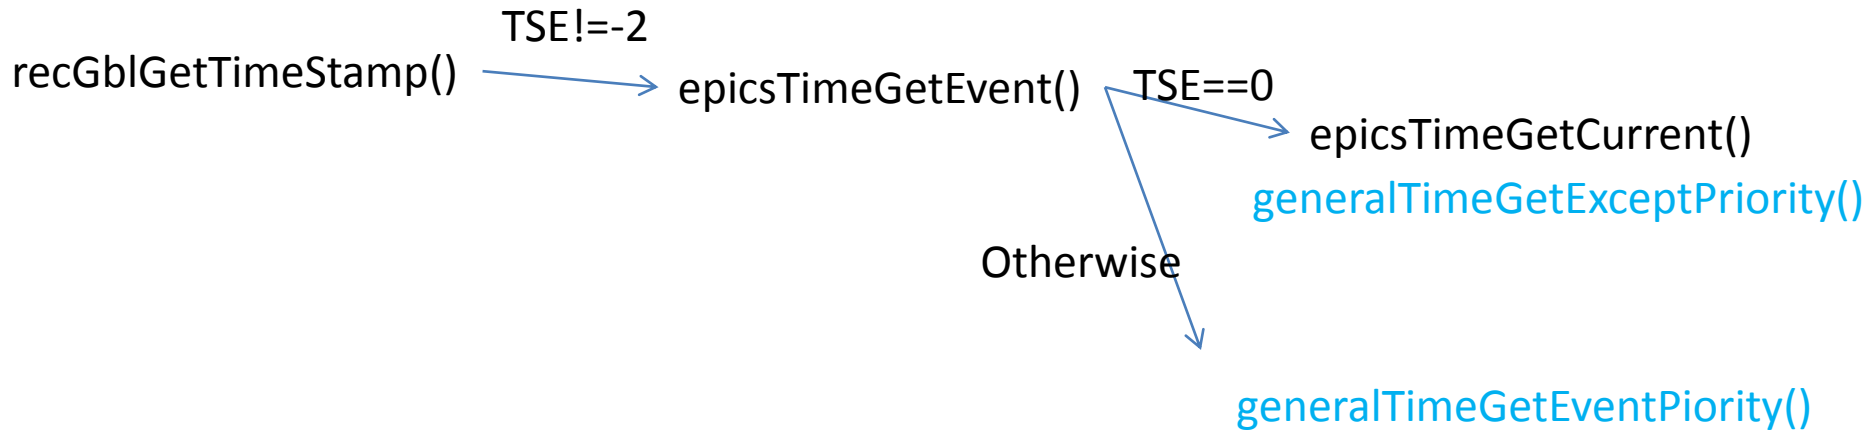 TSE!=-2
recGblGetTimeStamp()
epicsTimeGetEvent()
TSE==0
epicsTimeGetCurrent()
generalTimeGetExceptPriority()
Otherwise
generalTimeGetEventPiority()